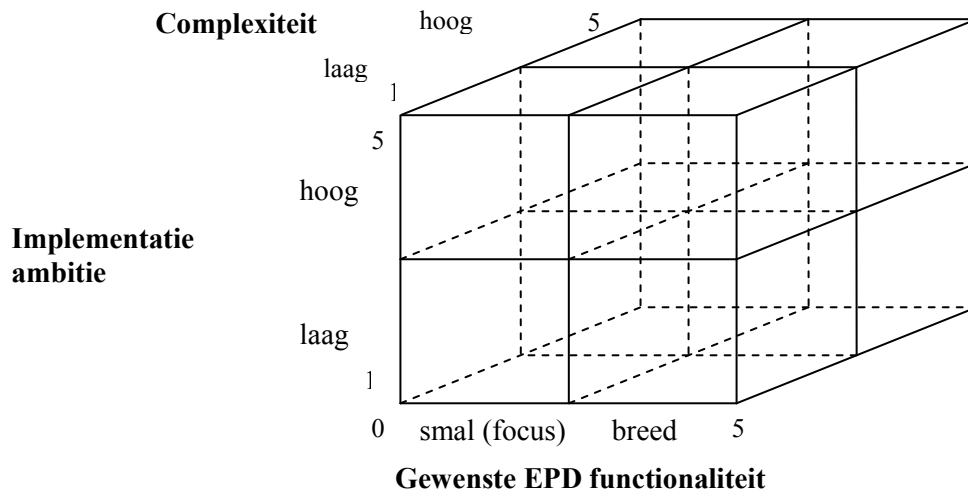 Complexiteit
hoog
5
laag
1
5
hoog
Implementatie
ambitie
laag
1
0
smal (focus)
breed
5
Gewenste EPD functionaliteit